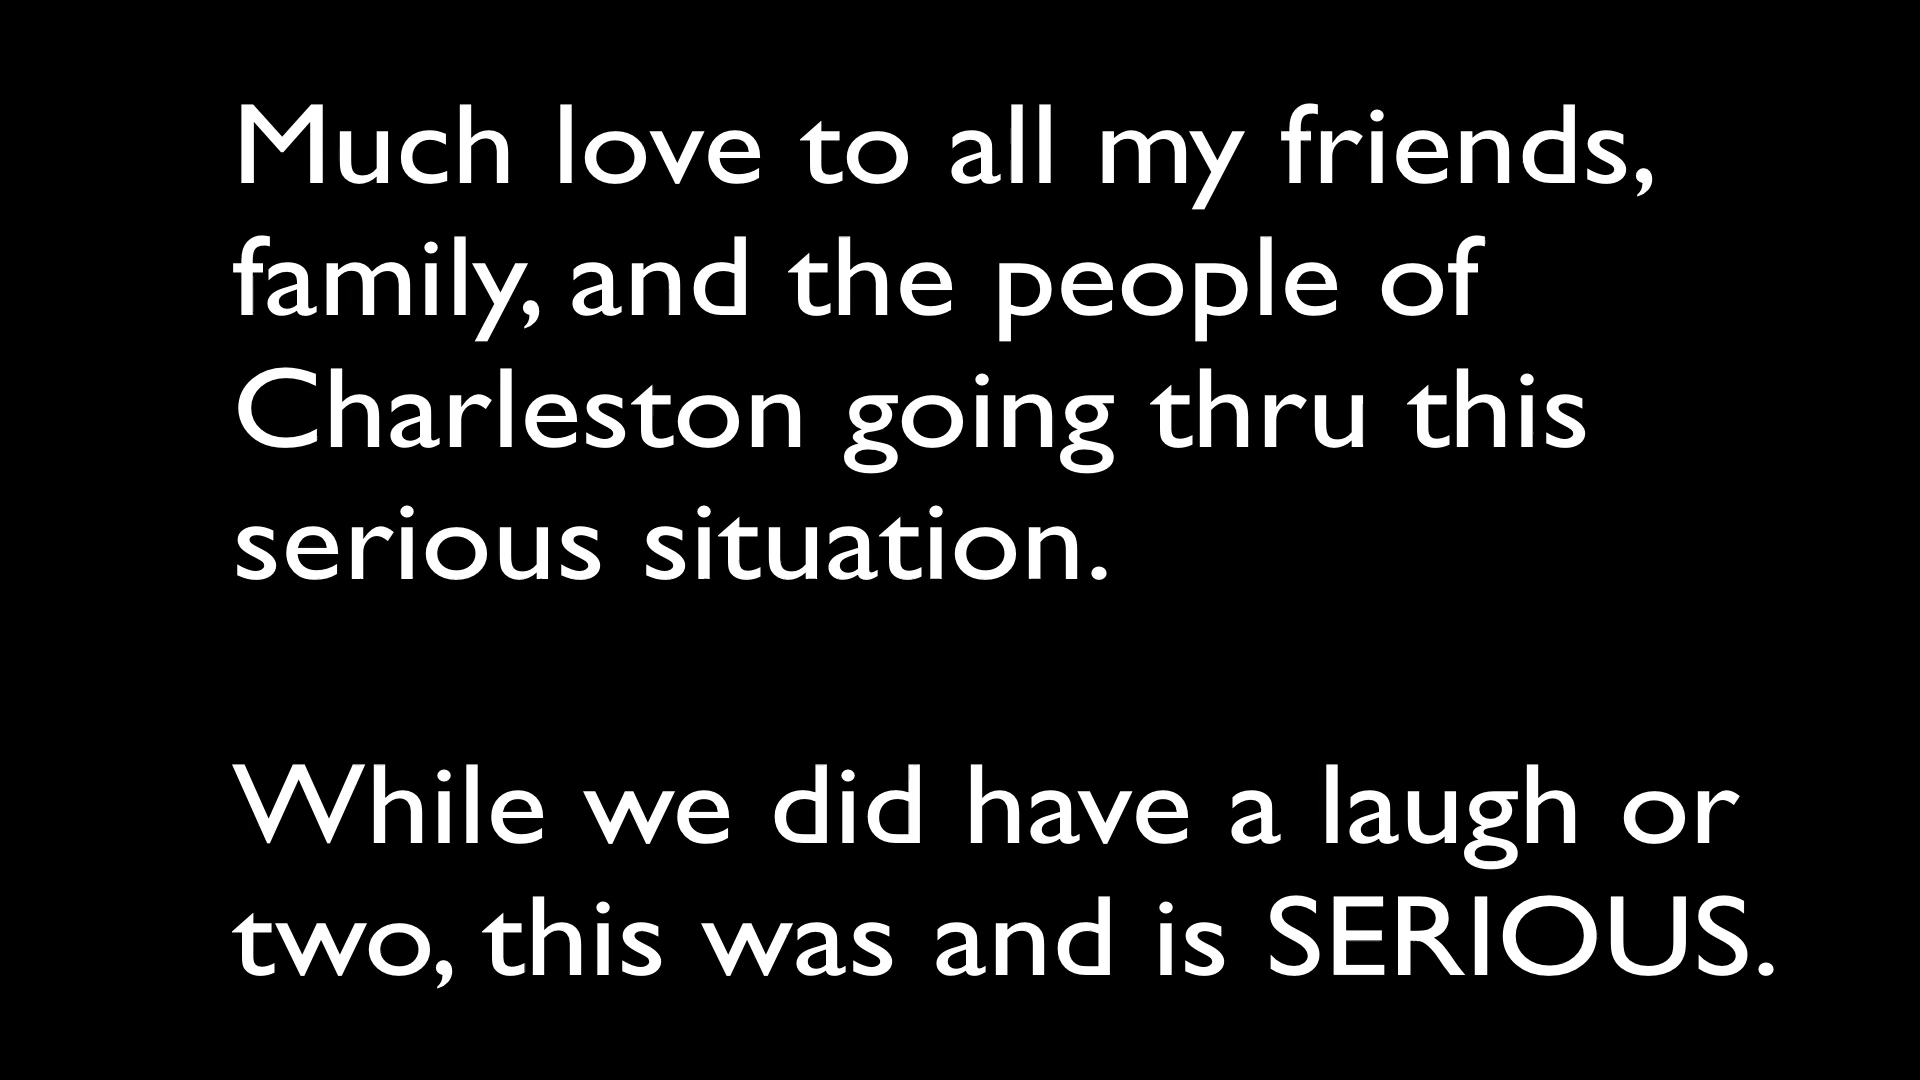 Much love to all my friends,
family, and the people of
Charleston going thru this
serious situation.
While we did have a laugh or
two, this was and is SERIOUS.